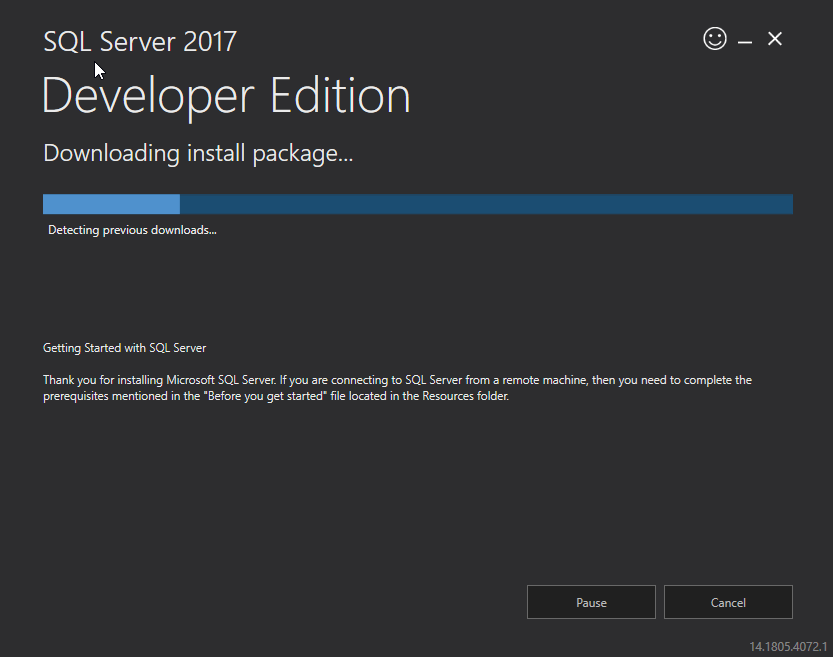 SQL Server 2017
Developer Edition
Downloading install package...
Detecting previous downloads...
Getting Started with SQL Server
Thank you for installing Microsoft SQL Server. If you are connecting to SQL Server from a remote machine, then you need to complete the
prerequisites mentioned in the "Before you get started" file located in the Resources folder.
Pause
Cancel
14.1805.4072.1